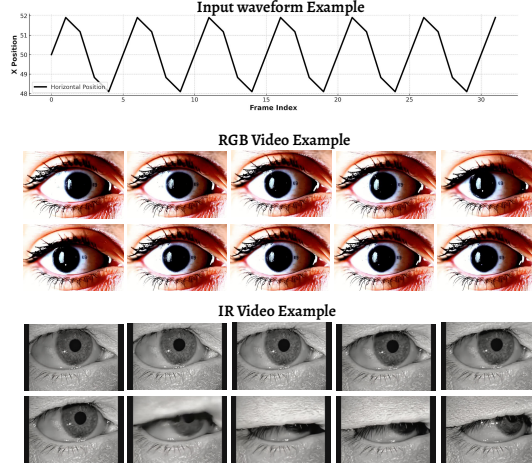 Input waveform Example
52
51
50
49
48
X Position
Horizontal Position
0
5
10
15
20
25
30
Frame Index
RGB Video Example
IR Video Example